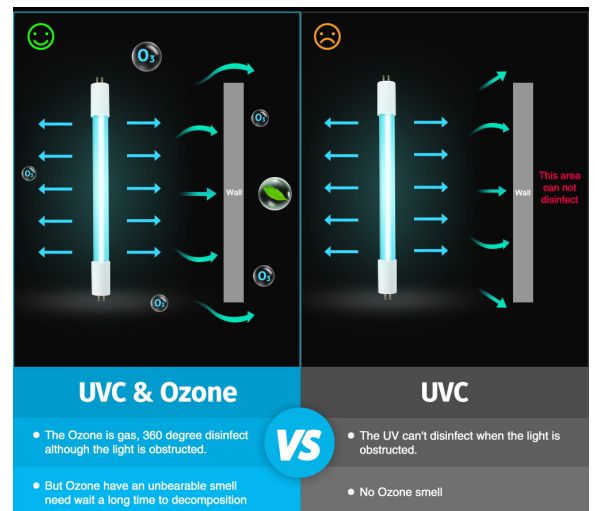 O3
O3
O3
O3
O3
Wall
Wall
This area
can not
disinfect
UVC & Ozone
VS
UVC
The Ozone is gas, 360 degree disinfect
although the light is obstructed.
The UV can't disinfect when the light is
obstructed.
But Ozone have an unbearable smell
need wait a long time to decomposition
No Ozone smell